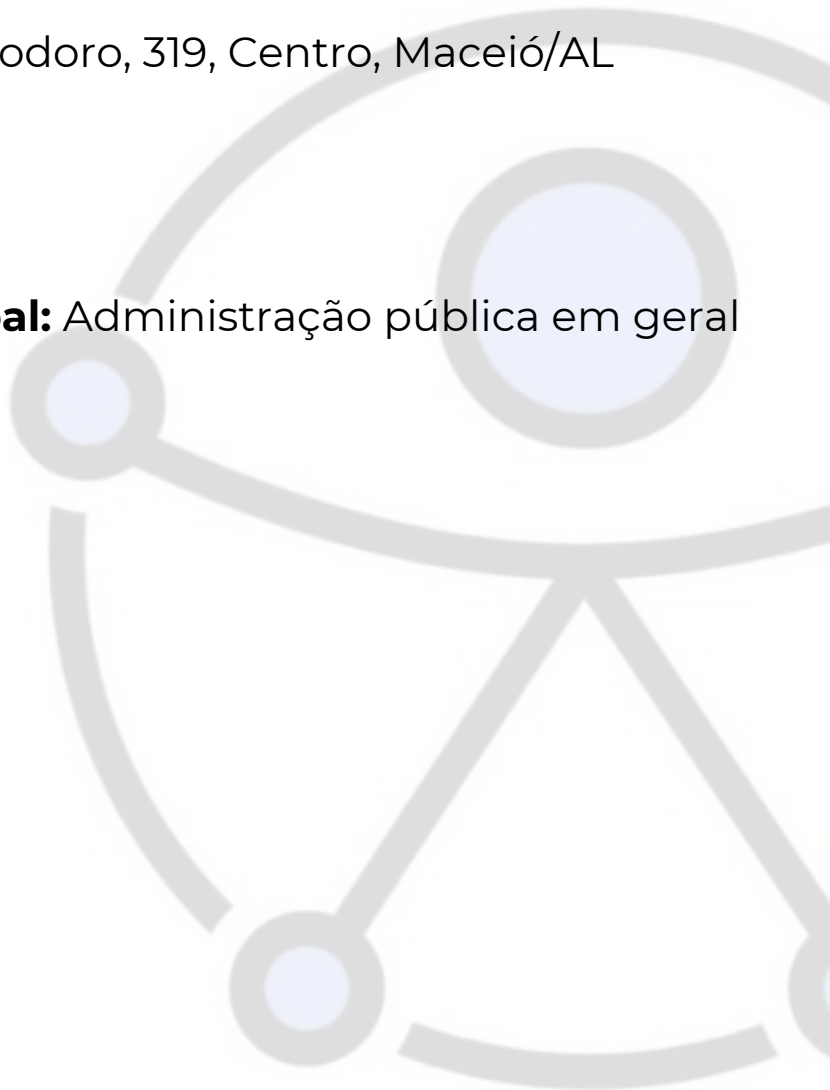 odoro, 319, Centro, Maceió/AL
al: Administração pública em geral